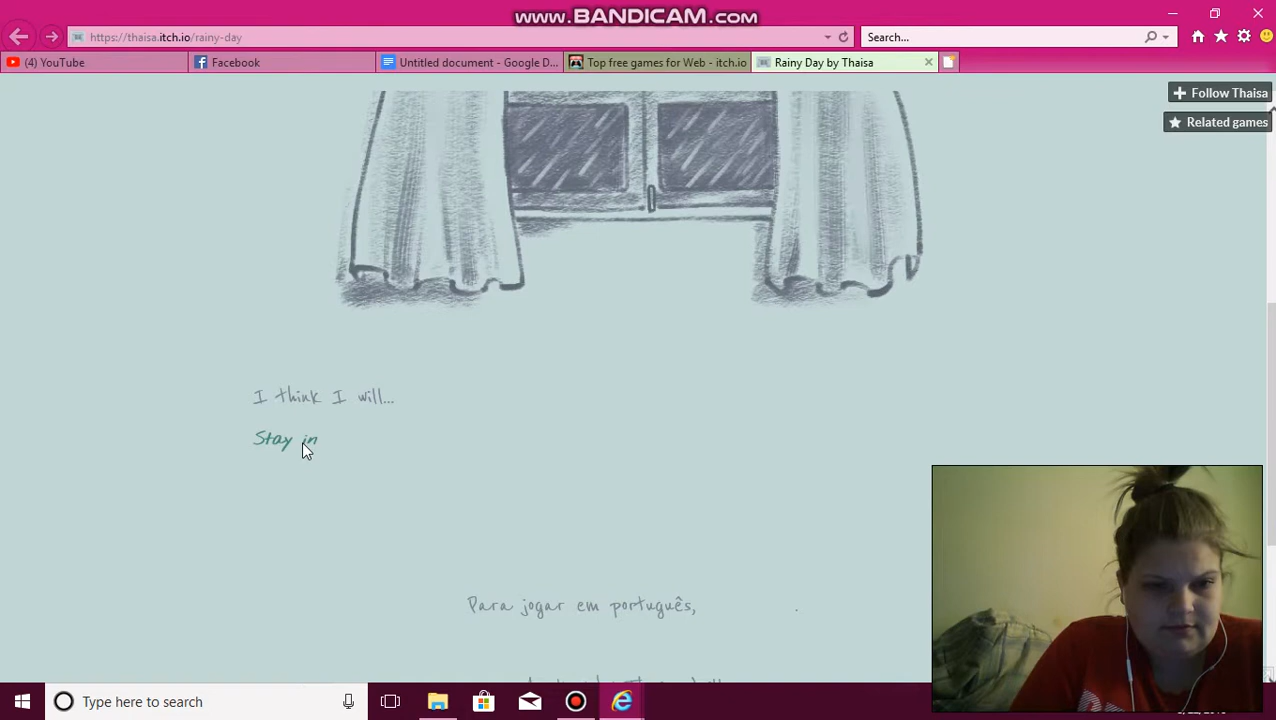 WWW.BANDICAM.COM
https://thaisa.itch.io/rainy-day
Search...
(4) YouTube
Facebook
Untitled document - Google D...
Top free games for Web - itch.io
Rainy Day by Thaisa
Follow Thaisa
Related games
I think I will...
Stay in
Para jogar em português,
Type here to search